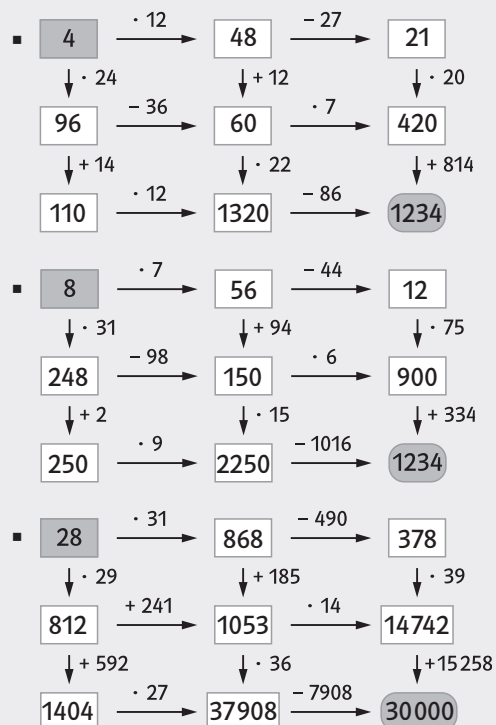 · 12 – 27
■ 4 48 21
· 24 + 12 · 20
– 36 · 7
96 60 420
+ 14 · 22 + 814
· 12 – 86
110 1320 1234
· 7 – 44
■ 8 56 12
· 31 + 94 · 75
– 98 · 6
248 150 900
+ 2 · 15 + 334
· 9 – 1016
250 2250 1234
· 31 – 490
■ 28 868 378
· 29 + 185 · 39
+ 241 · 14
812 1053 14742
+ 592 · 36 +15258
· 27 – 7908
1404 37908 30000